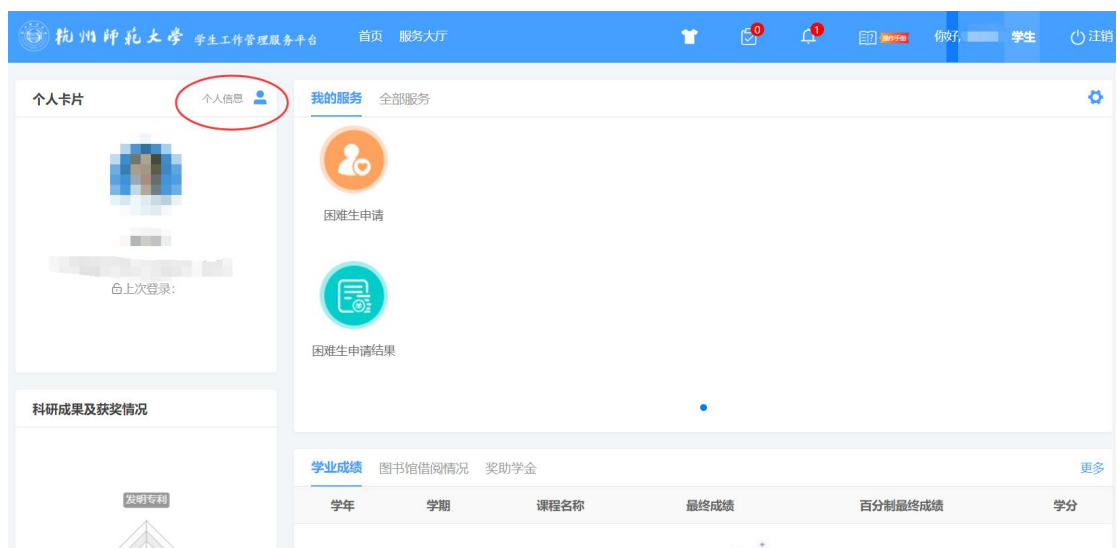 杭州师范大学 学生工作管理服务平台 首页 服务大厅 0 1 操作手册 你好, 学生 注销
个人卡片 个人信息
上次登录:
科研成果及获奖情况
发明专利
我的服务 全部服务
困难生申请
困难生申请结果
学业成绩 图书馆借阅情况 奖助学金 更多
学年 学期 课程名称 最终成绩 百分制最终成绩 学分